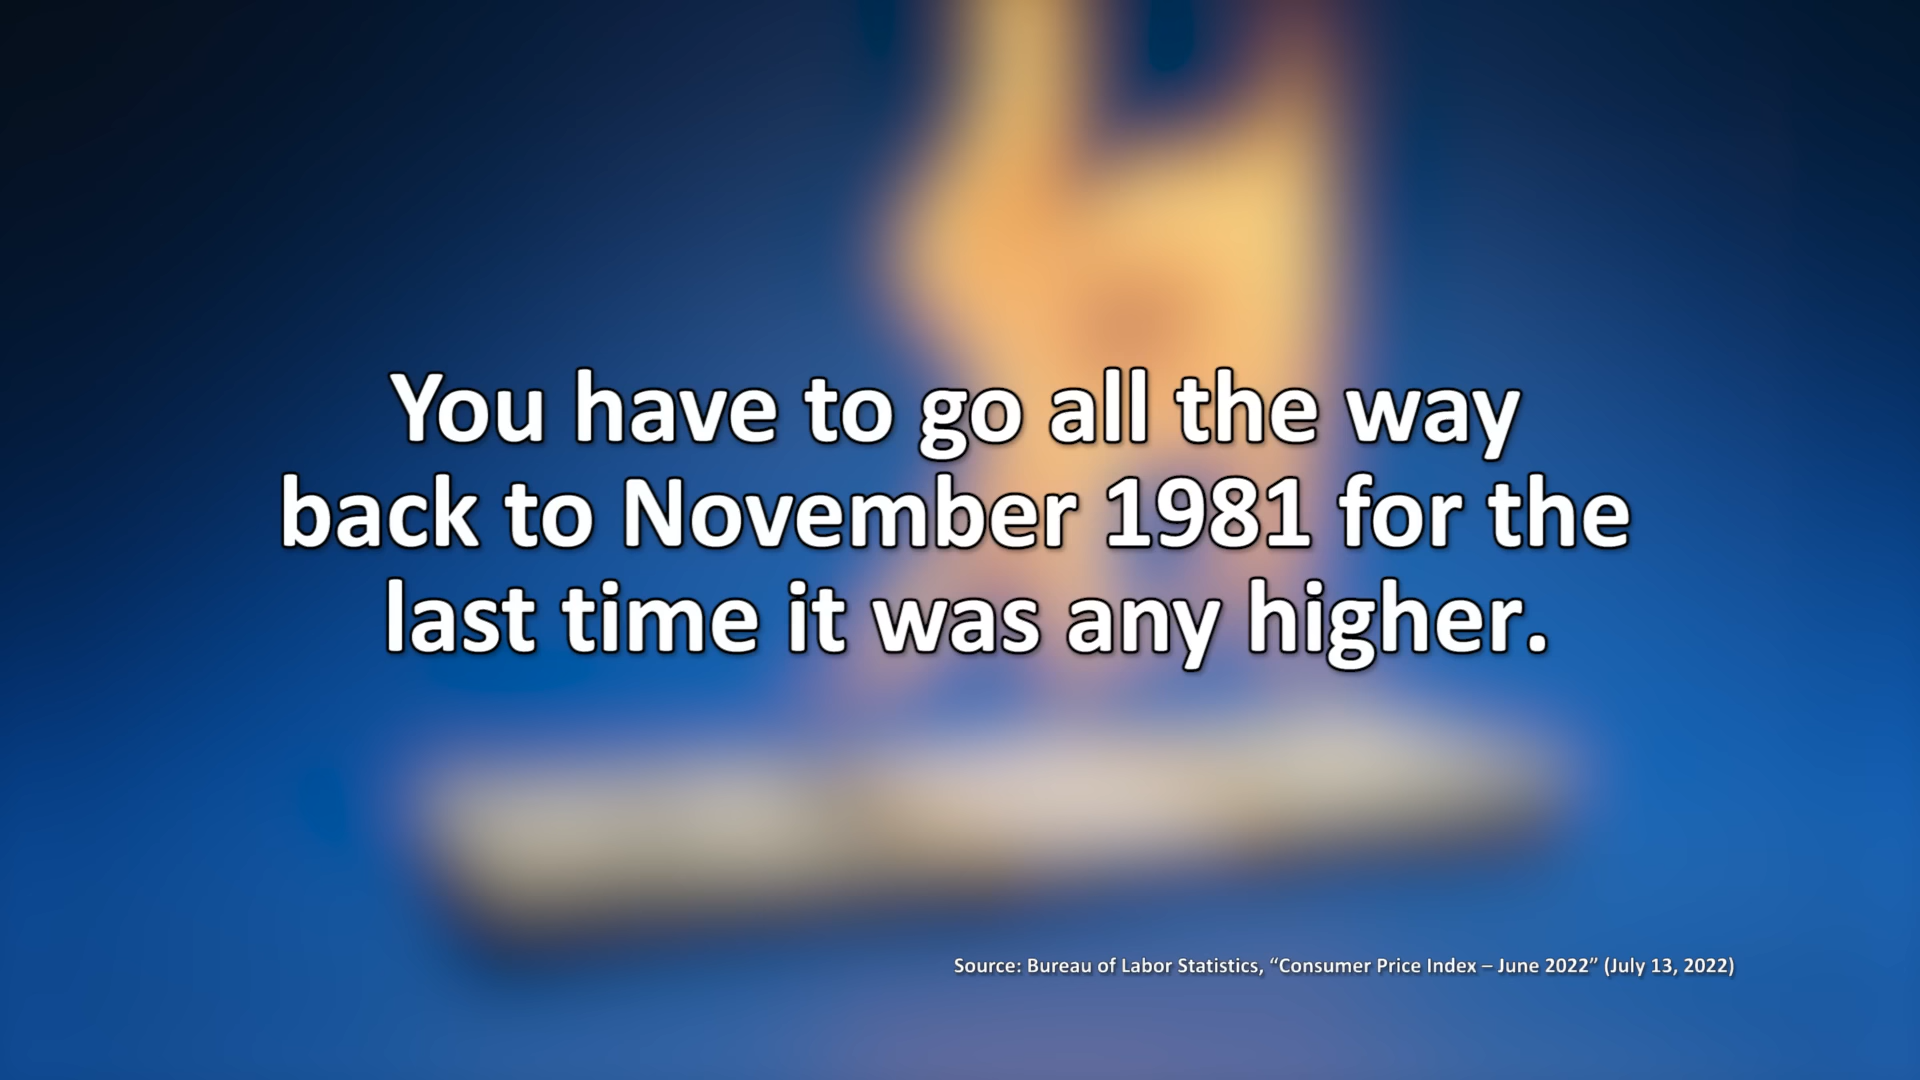 You have to go all the way
back to November 1981 for the
last time it was any higher.
Source: Bureau of Labor Statistics, “Consumer Price Index – June 2022” (July 13, 2022)